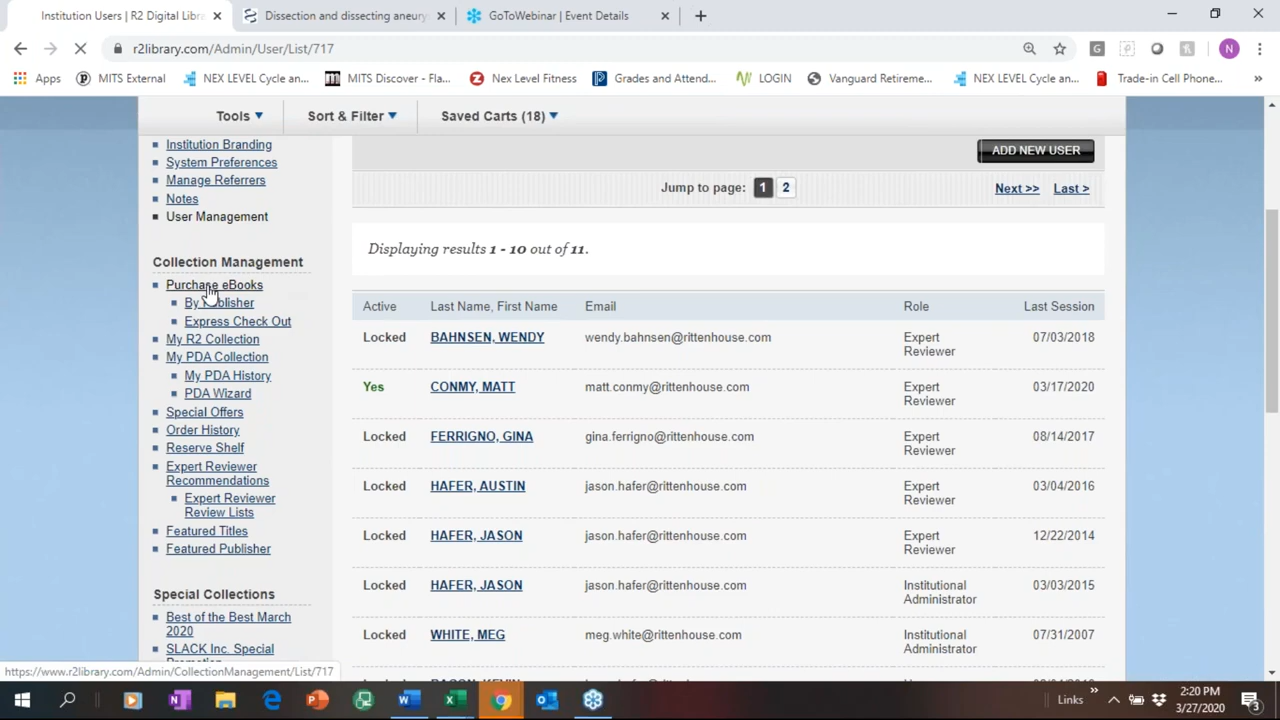 Institution Users | R2 Digital Libr
Dissection and dissecting aneury
GoToWebinar | Event Details
r2library.com/Admin/User/List/717
G
N
Apps
MITS External
NEX LEVEL Cycle an...
MITS Discover - Fla...
Nex Level Fitness
Grades and Attend...
LOGIN
Vanguard Retireme...
NEX LEVEL Cycle an...
Trade-in Cell Phone...
»
Tools
Sort & Filter
Saved Carts (18)
Institution Branding
System Preferences
Manage Referrers
Notes
User Management
Collection Management
Purchase eBooks
By Publisher
Express Check Out
My R2 Collection
My PDA Collection
My PDA History
PDA Wizard
Special Offers
Order History
Reserve Shelf
Expert Reviewer
Recommendations
Expert Reviewer
Review Lists
Featured Titles
Featured Publisher
Special Collections
Best of the Best March
2020
SLACK Inc. Special
ADD NEW USER
Jump to page: 1 2 Next >> Last >
Displaying results 1 - 10 out of 11.
Active Last Name, First Name Email Role Last Session
Locked BAHNSEN, WENDY wendy.bahnsen@rittenhouse.com Expert 07/03/2018
Reviewer
Yes CONMY, MATT matt.conmy@rittenhouse.com Expert 03/17/2020
Reviewer
Locked FERRIGNO, GINA gina.ferrigno@rittenhouse.com Expert 08/14/2017
Reviewer
Locked HAFER, AUSTIN jason.hafer@rittenhouse.com Expert 03/04/2016
Reviewer
Locked HAFER, JASON jason.hafer@rittenhouse.com Expert 12/22/2014
Reviewer
Locked HAFER, JASON jason.hafer@rittenhouse.com Institutional 03/03/2015
Administrator
Locked WHITE, MEG meg.white@rittenhouse.com Institutional 07/31/2007
Administrator
https://www.r2library.com/Admin/CollectionManagement/List/717
Links
»
2:20 PM
3/27/2020
3